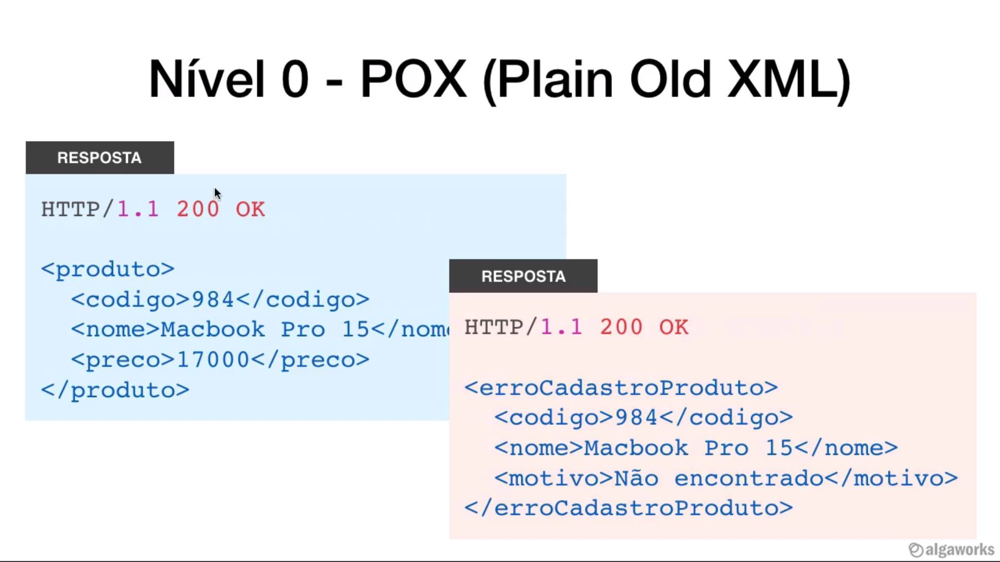 Nível 0 - POX (Plain Old XML)
RESPOSTA
HTTP/1.1 200 OK
<produto>
<codigo>984</codigo>
<nome>Macbook Pro 15</nome
<preco>17000</preco>
</produto>
RESPOSTA
HTTP/1.1 200 OK
<erroCadastroProduto>
<codigo>984</codigo>
<nome>Macbook Pro 15</nome>
<motivo>Não encontrado</motivo>
</erroCadastroProduto>
algaworks